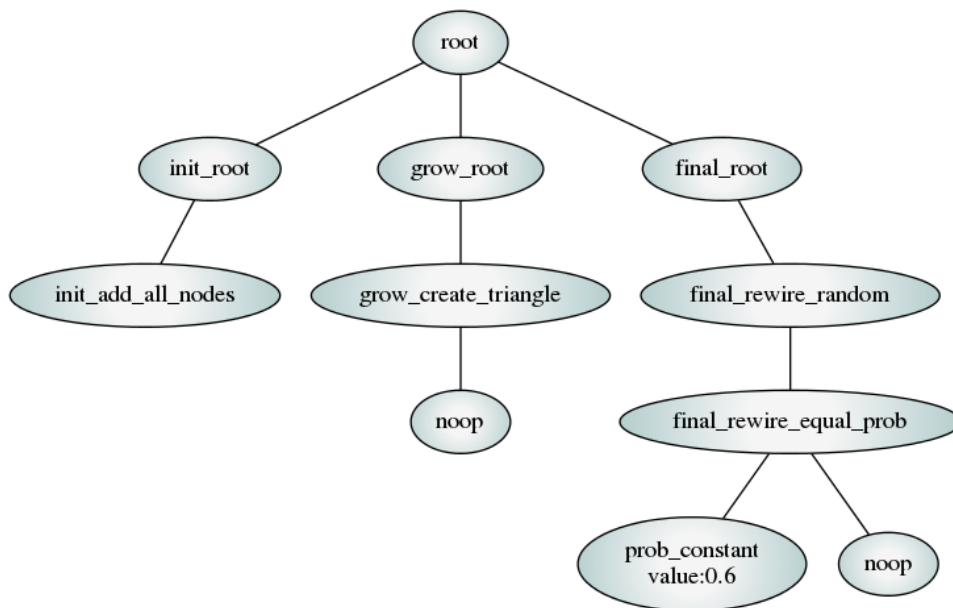 root
init_root
grow_root
final_root
init_add_all_nodes
grow_create_triangle
final_rewire_random
noop
final_rewire_equal_prob
prob_constant
value:0.6
noop